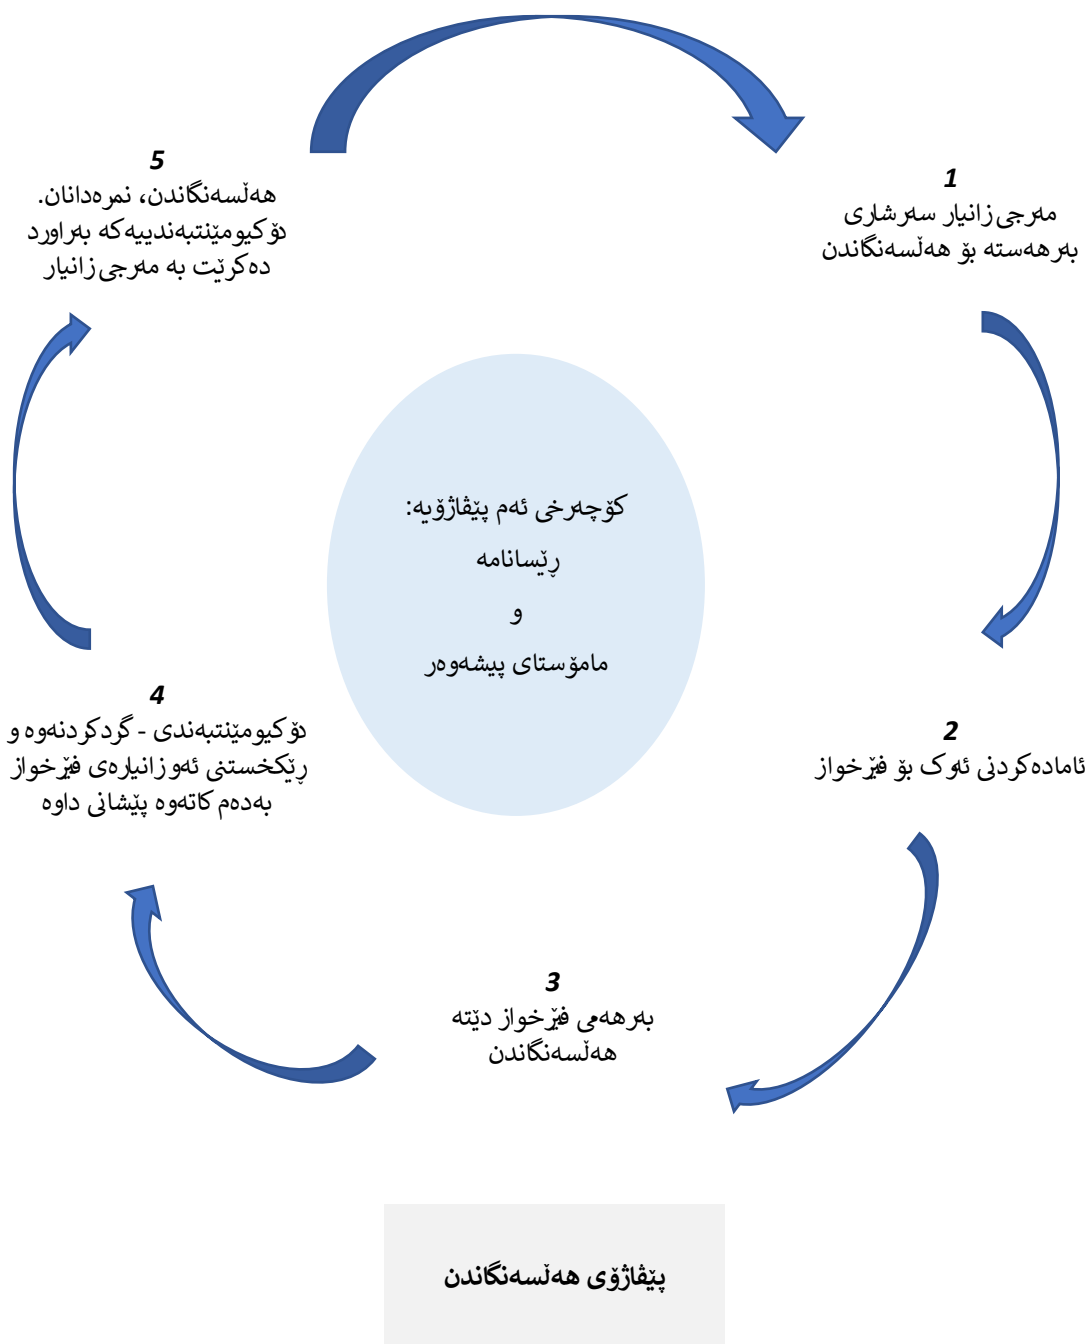 1
مەرجی زانیار سەرشاری
بەرهەستە بۆ هەڵسەنگاندن
2
ئامادەکردنی ئەرک بۆ فێرخواز
3
بەرهەمی فێرخواز دێتە
هەڵسەنگاندن
4
دۆکیومێنتبەندی - گردکردنەوە و
ڕێکخستنی ئەو زانیارەی فێرخواز
بەدەم کاتەوە پێشانی داوە
5
هەڵسەنگاندن، نمرەدانان.
دۆکیومێنتبەندییەکە بەراورد
دەکرێت بە مەرجی زانیار
کۆچەرخی ئەم پێڤاژۆیە:
ڕێسانامە
و
مامۆستای پیشەوەر
پێڤاژۆی هەڵسەنگاندن